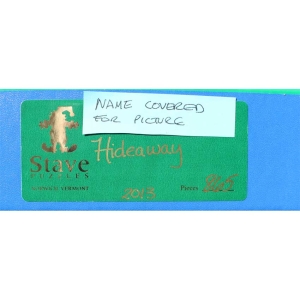 NAME COVERED
FOR PICTURE
Hideaway
Stave
PUZZLES
NORWICH, VERMONT
2013
Pieces